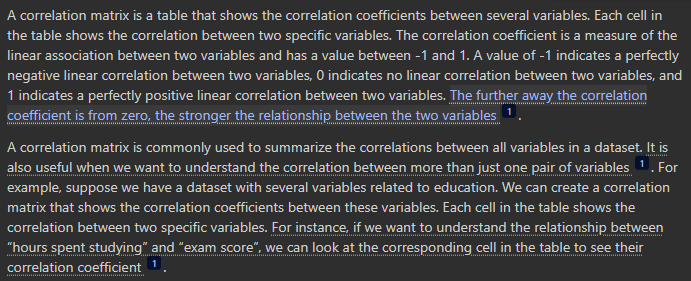 A correlation matrix is a table that shows the correlation coefficients between several variables. Each cell in
the table shows the correlation between two specific variables. The correlation coefficient is a measure of the
linear association between two variables and has a value between -1 and 1. A value of -1 indicates a perfectly
negative linear correlation between two variables, 0 indicates no linear correlation between two variables, and
1 indicates a perfectly positive linear correlation between two variables. The further away the correlation
coefficient is from zero, the stronger the relationship between the two variables 1 .
A correlation matrix is commonly used to summarize the correlations between all variables in a dataset. It is
also useful when we want to understand the correlation between more than just one pair of variables 1 . For
example, suppose we have a dataset with several variables related to education. We can create a correlation
matrix that shows the correlation coefficients between these variables. Each cell in the table shows the
correlation between two specific variables. For instance, if we want to understand the relationship between
“hours spent studying” and “exam score”, we can look at the corresponding cell in the table to see their
correlation coefficient 1 .